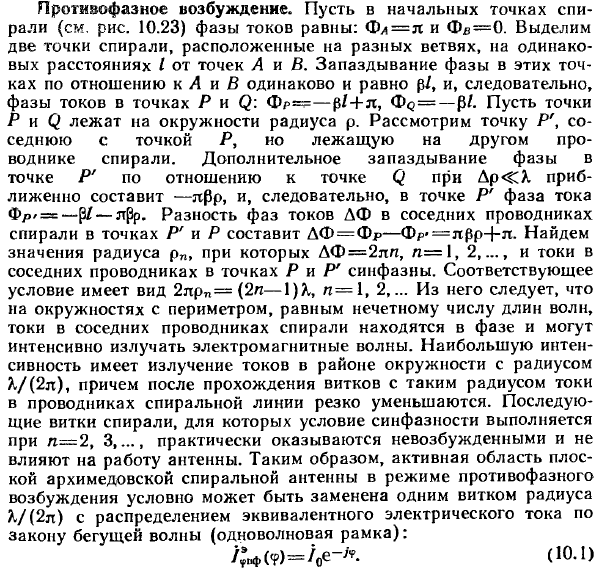 Противофазное возбуждение. Пусть в начальных точках спи-
рали (см. рис. 10.23) фазы токов равны: Φ_A=π и Φ_B=0. Выделим
две точки спирали, расположенные на разных ветвях, на одинако-
вых расстояниях l от точек A и B. Запаздывание фазы в этих точ-
ках по отношению к A и B одинаково и равно βl, и, следовательно,
фазы токов в точках P и Q: Φ_P=—βl+π, Φ_Q=—βl. Пусть точки
P и Q лежат на окружности радиуса ρ. Рассмотрим точку P′, со-
седнюю с точкой P, но лежащую на другом про-
воднике спирали. Дополнительное запаздывание фазы в
точке P′ по отношению к точке Q при Δρ≪λ приб-
лиженно составит —πβρ, и, следовательно, в точке P′ фаза тока
Φ_P′=—βl—πβρ. Разность фаз токов ΔΦ в соседних проводниках
спирали в точках P′ и P составит ΔΦ=Φ_P—Φ_P′=πβρ+π. Найдем
значения радиуса ρ_n, при которых ΔΦ=2πn, n=1, 2,..., и токи в
соседних проводниках в точках P и P′ синфазны. Соответствующее
условие имеет вид 2πρ_n=(2n—1)λ, n=1, 2,... Из него следует, что
на окружностях с периметром, равным нечетному числу длин волн,
токи в соседних проводниках спирали находятся в фазе и могут
интенсивно излучать электромагнитные волны. Наибольшую интен-
сивность имеет излучение токов в районе окружности с радиусом
λ/(2π), причем после прохождения витков с таким радиусом токи
в проводниках спиральной линии резко уменьшаются. Последую-
щие витки спирали, для которых условие синфазности выполняется
при n=2, 3,..., практически оказываются невозбужденными и не
влияют на работу антенны. Таким образом, активная область плос-
кой архимедовской спиральной антенны в режиме противофазного
возбуждения условно может быть заменена одним витком радиуса
λ/(2π) с распределением эквивалентного электрического тока по
закону бегущей волны (одноволновая рамка):
j̇ᵉ_φпф(φ)=j̇₀e^—jφ. (10.1)